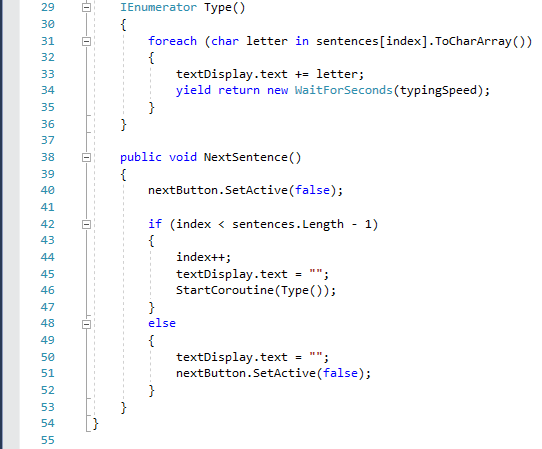 29 IEnumerator Type()
30 {
31 foreach (char letter in sentences[index].ToCharArray())
32 {
33 textDisplay.text += letter;
34 yield return new WaitForSeconds(typingSpeed);
35 }
36 }
37
38 public void NextSentence()
39 {
40 nextButton.SetActive(false);
41
42 if (index < sentences.Length - 1)
43 {
44 index++;
45 textDisplay.text = "";
46 StartCoroutine(Type());
47 }
48 else
49 {
50 textDisplay.text = "";
51 nextButton.SetActive(false);
52 }
53 }
54 }
55